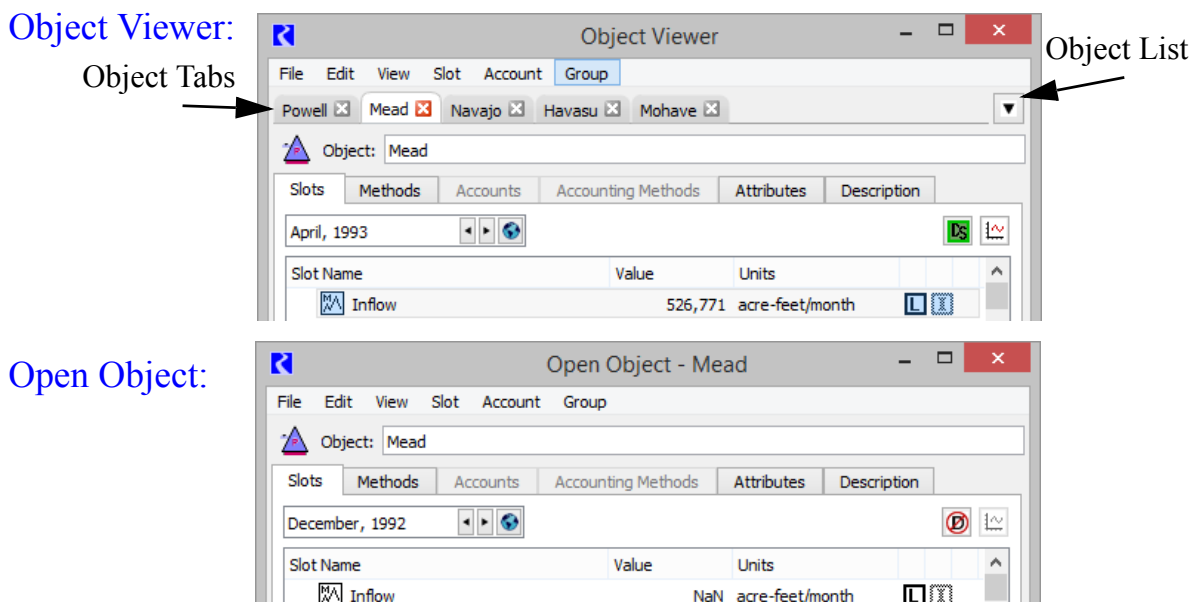 Object Viewer:
Object Viewer
Object List
Object Tabs
File Edit View Slot Account Group
Powell Mead Navajo Havasu Mohave
Object: Mead
Slots Methods Accounts Accounting Methods Attributes Description
April, 1993
DS
Slot Name Value Units
Inflow 526,771 acre-feet/month L I
Open Object:
Open Object - Mead
File Edit View Slot Account Group
Object: Mead
Slots Methods Accounts Accounting Methods Attributes Description
December, 1992
D
Slot Name Value Units
Inflow NaN acre-feet/month L I